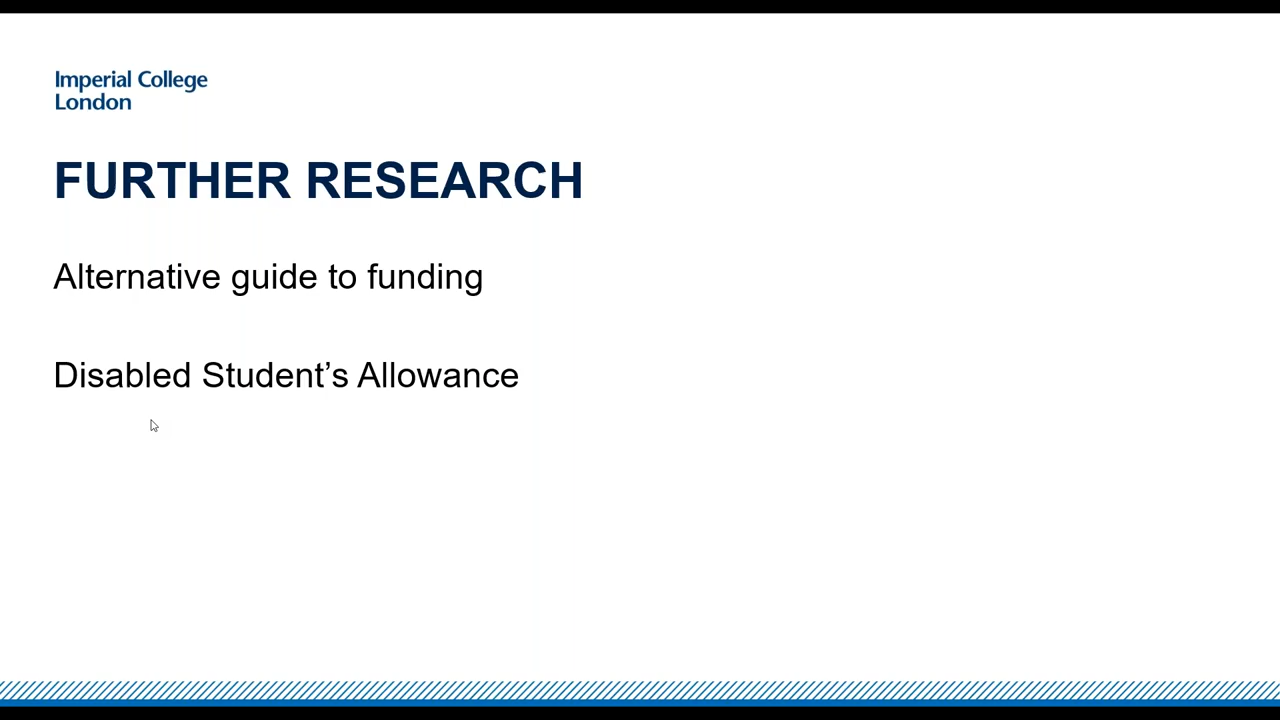 Imperial College
London
FURTHER RESEARCH
Alternative guide to funding
Disabled Student’s Allowance